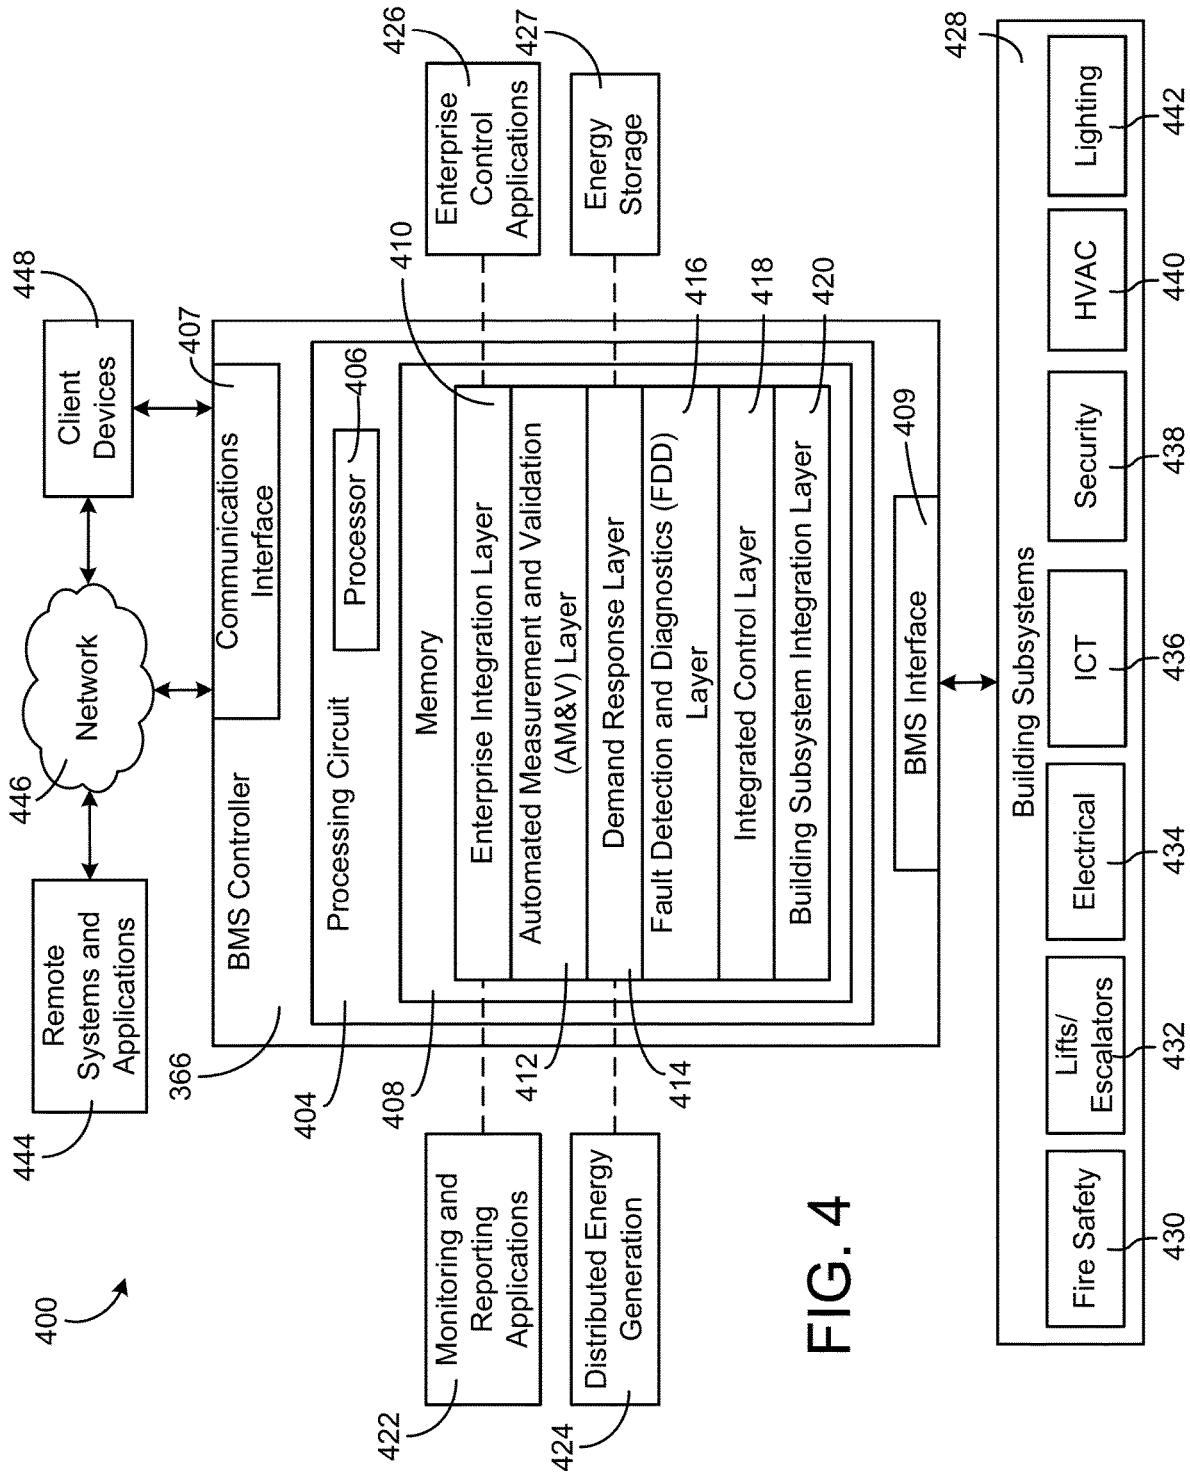 400
444
Remote
Systems and
Applications
446
Network
Client
Devices
448
366
BMS Controller
Communications
Interface
407
404
Processing Circuit
Processor
406
408
Memory
410
Enterprise Integration Layer
412
Automated Measurement and Validation
(AM&V) Layer
414
Demand Response Layer
Fault Detection and Diagnostics (FDD)
Layer
416
Integrated Control Layer
418
Building Subsystem Integration Layer
420
422
Monitoring and
Reporting
Applications
424
Distributed Energy
Generation
Enterprise
Control
Applications
426
Energy
Storage
427
BMS Interface
409
Building Subsystems
428
Fire Safety
Lifts/
Escalators
Electrical
ICT
Security
HVAC
Lighting
430
432
434
436
438
440
442
FIG. 4